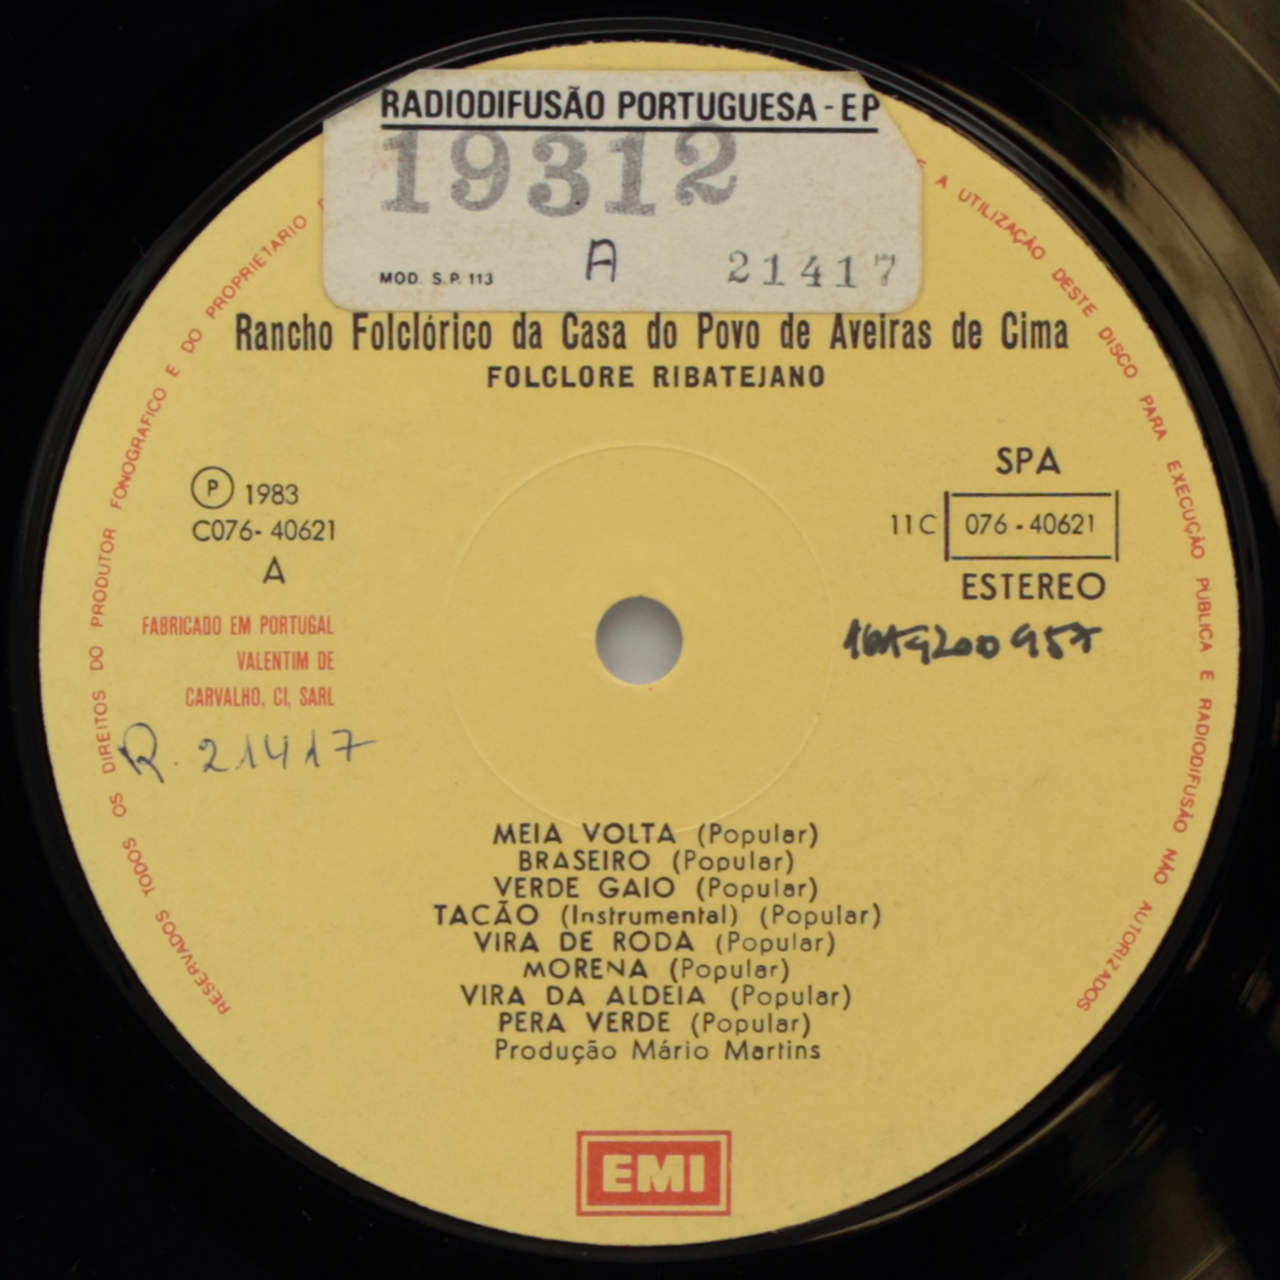 RADIODIFUSÃO PORTUGUESA - EP
19312
A
MOD. S.P. 113
21417
Rancho Folclórico da Casa do Povo de Aveiras de Cima
FOLCLORE RIBATEJANO
P 1983
C076- 40621
A
SPA
11C 076 - 40621
ESTEREO
FABRICADO EM PORTUGAL
VALENTIM DE
CARVALHO, CI, SARL
R. 21417
MEIA VOLTA (Popular)
BRASEIRO (Popular)
VERDE GAIO (Popular)
TACÃO (Instrumental) (Popular)
VIRA DE RODA (Popular)
MORENA (Popular)
VIRA DA ALDEIA (Popular)
PERA VERDE (Popular)
Produção Mário Martins
EMI
RESERVADOS TODOS OS DIREITOS DO PRODUTOR FONOGRAFICO E DO PROPRIETARIO
A UTILIZAÇÃO DESTE DISCO PARA EXECUÇÃO PUBLICA E RADIODIFUSÃO NÃO AUTORIZADOS